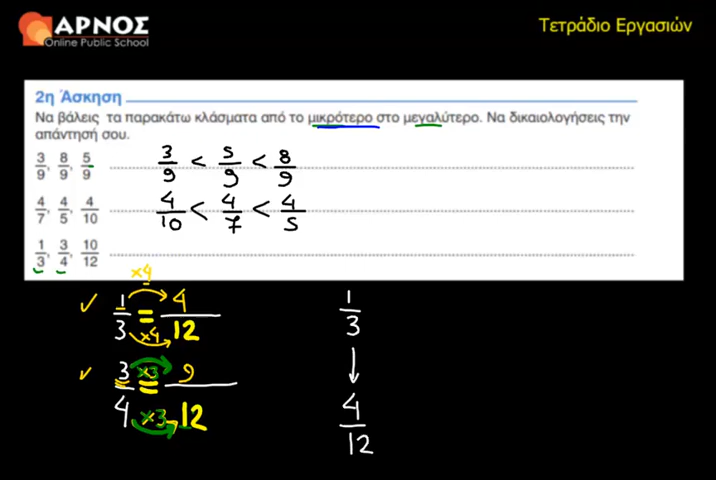 ΑΡΝΟΣ
Online Public School
Τετράδιο Εργασιών
2η Άσκηση
Να βάλεις τα παρακάτω κλάσματα από το μικρότερο στο μεγαλύτερο. Να δικαιολογήσεις την
απάντησή σου.
3/9, 8/9, 5/9 3/9 < 5/9 < 8/9
4/7, 4/5, 4/10 4/10 < 4/7 < 4/5
1/3, 3/4, 10/12
×4
✓ 1/3 = 4/12
×4
×3
✓ 3/4 = 9/12
×3
1/3
↓
4/12